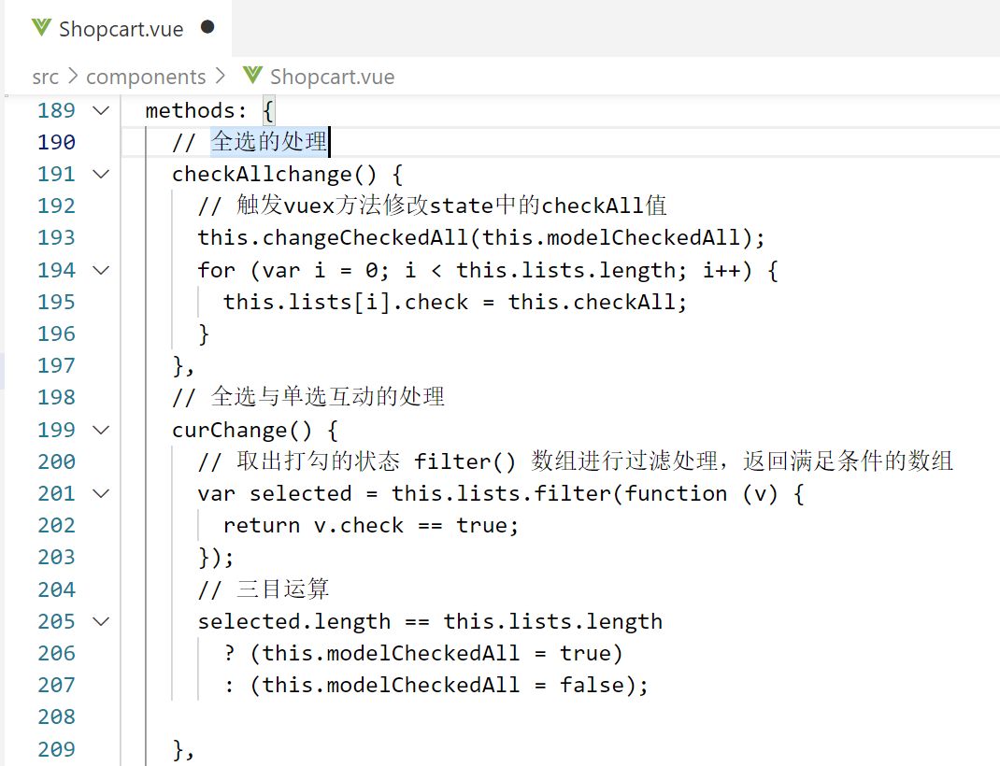 Shopcart.vue
src > components > Shopcart.vue
189 methods: {
190 // 全选的处理
191 checkAllchange() {
192 // 触发vuex方法修改state中的checkAll值
193 this.changeCheckedAll(this.modelCheckedAll);
194 for (var i = 0; i < this.lists.length; i++) {
195 this.lists[i].check = this.checkAll;
196 }
197 },
198 // 全选与单选互动的处理
199 curChange() {
200 // 取出打勾的状态 filter() 数组进行过滤处理，返回满足条件的数组
201 var selected = this.lists.filter(function (v) {
202 return v.check == true;
203 });
204 // 三目运算
205 selected.length == this.lists.length
206 ? (this.modelCheckedAll = true)
207 : (this.modelCheckedAll = false);
208
209 },